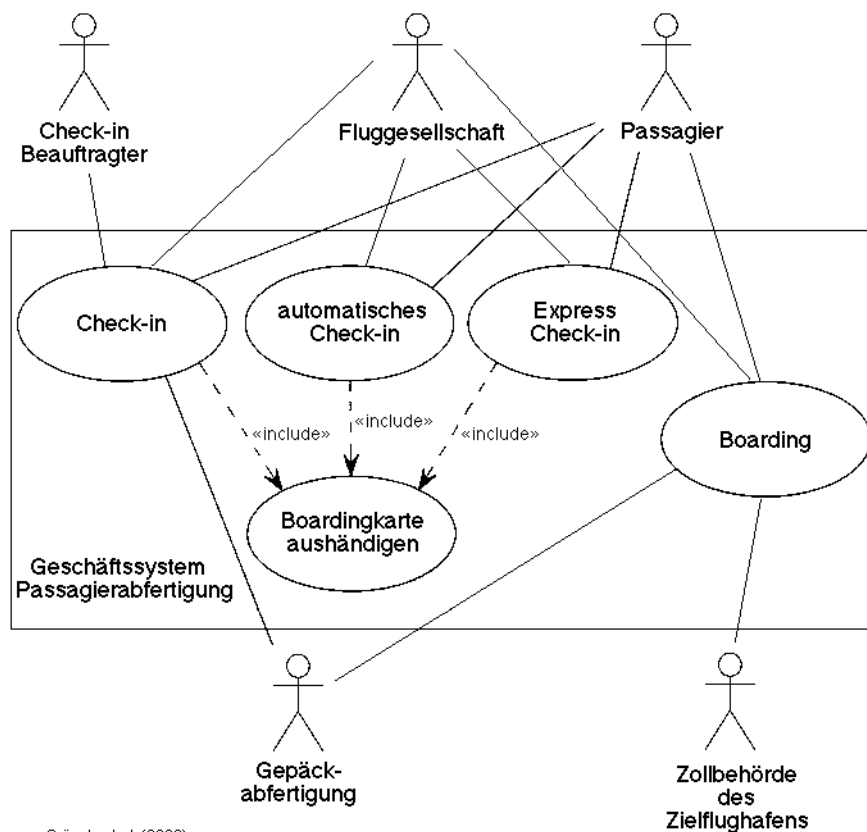 Check-in
Beauftragter
Fluggesellschaft
Passagier
Check-in
automatisches
Check-in
Express
Check-in
«include»
«include»
«include»
Boarding
Boardingkarte
aushändigen
Geschäftssystem
Passagierabfertigung
Gepäck-
abfertigung
Zollbehörde
des
Zielflughafens